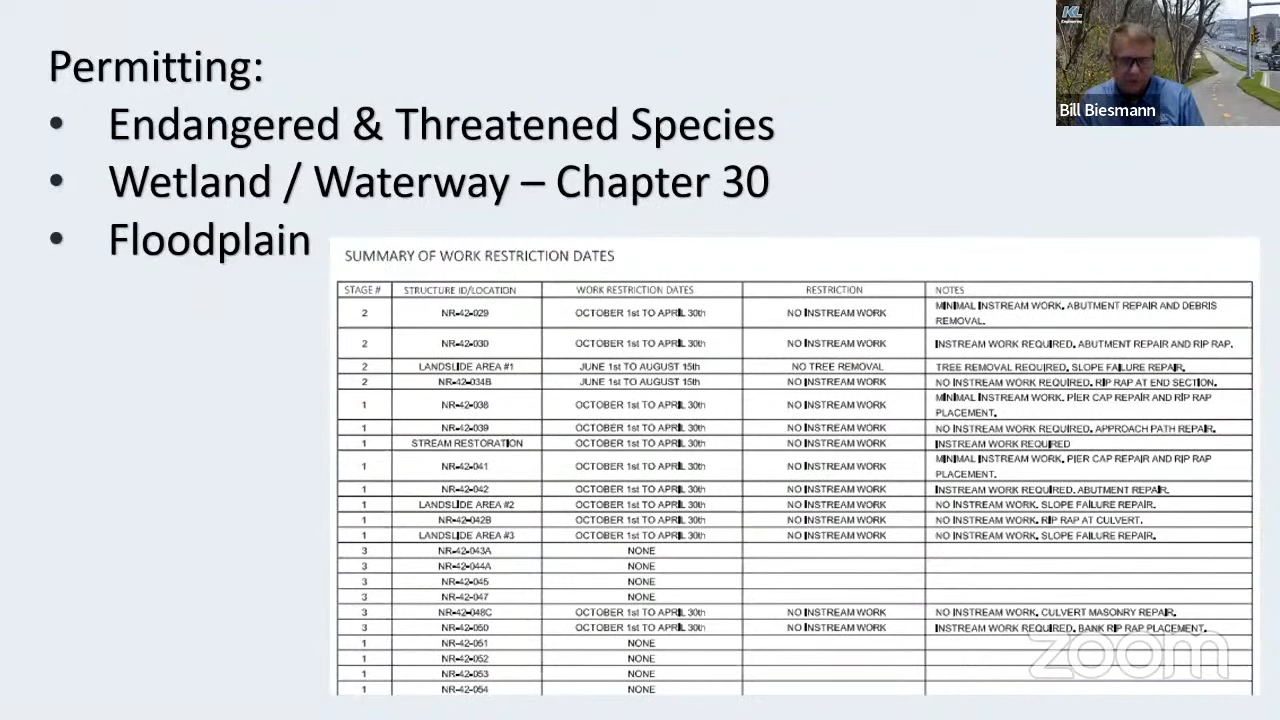 KL
Engineering
Bill Biesmann
Permitting:
• Endangered & Threatened Species
• Wetland / Waterway – Chapter 30
• Floodplain
SUMMARY OF WORK RESTRICTION DATES
STAGE # STRUCTURE ID/LOCATION WORK RESTRICTION DATES RESTRICTION NOTES
2 NR-42-029 OCTOBER 1st TO APRIL 30th NO INSTREAM WORK MINIMAL INSTREAM WORK. ABUTMENT REPAIR AND DEBRIS
REMOVAL.
2 NR-42-030 OCTOBER 1st TO APRIL 30th NO INSTREAM WORK INSTREAM WORK REQUIRED. ABUTMENT REPAIR AND RIP RAP.
2 LANDSLIDE AREA #1 JUNE 1st TO AUGUST 15th NO TREE REMOVAL TREE REMOVAL REQUIRED. SLOPE FAILURE REPAIR.
2 NR-42-034B JUNE 1st TO AUGUST 15th NO INSTREAM WORK NO INSTREAM WORK REQUIRED. RIP RAP AT END SECTION.
1 NR-42-038 OCTOBER 1st TO APRIL 30th NO INSTREAM WORK MINIMAL INSTREAM WORK. PIER CAP REPAIR AND RIP RAP
PLACEMENT.
1 NR-42-039 OCTOBER 1st TO APRIL 30th NO INSTREAM WORK NO INSTREAM WORK REQUIRED. APPROACH PATH REPAIR.
1 STREAM RESTORATION OCTOBER 1st TO APRIL 30th NO INSTREAM WORK INSTREAM WORK REQUIRED
1 NR-42-041 OCTOBER 1st TO APRIL 30th NO INSTREAM WORK MINIMAL INSTREAM WORK. PIER CAP REPAIR AND RIP RAP
PLACEMENT.
1 NR-42-042 OCTOBER 1st TO APRIL 30th NO INSTREAM WORK INSTREAM WORK REQUIRED. ABUTMENT REPAIR.
1 LANDSLIDE AREA #2 OCTOBER 1st TO APRIL 30th NO INSTREAM WORK NO INSTREAM WORK. SLOPE FAILURE REPAIR.
1 NR-42-042B OCTOBER 1st TO APRIL 30th NO INSTREAM WORK NO INSTREAM WORK. RIP RAP AT CULVERT.
1 LANDSLIDE AREA #3 OCTOBER 1st TO APRIL 30th NO INSTREAM WORK NO INSTREAM WORK. SLOPE FAILURE REPAIR.
3 NR-42-043A NONE
3 NR-42-044A NONE
3 NR-42-045 NONE
3 NR-42-047 NONE
3 NR-42-048C OCTOBER 1st TO APRIL 30th NO INSTREAM WORK NO INSTREAM WORK. CULVERT MASONRY REPAIR.
3 NR-42-050 OCTOBER 1st TO APRIL 30th NO INSTREAM WORK INSTREAM WORK REQUIRED. BANK RIP RAP PLACEMENT.
1 NR-42-051 NONE
1 NR-42-052 NONE
1 NR-42-053 NONE
1 NR-42-054 NONE
zoom